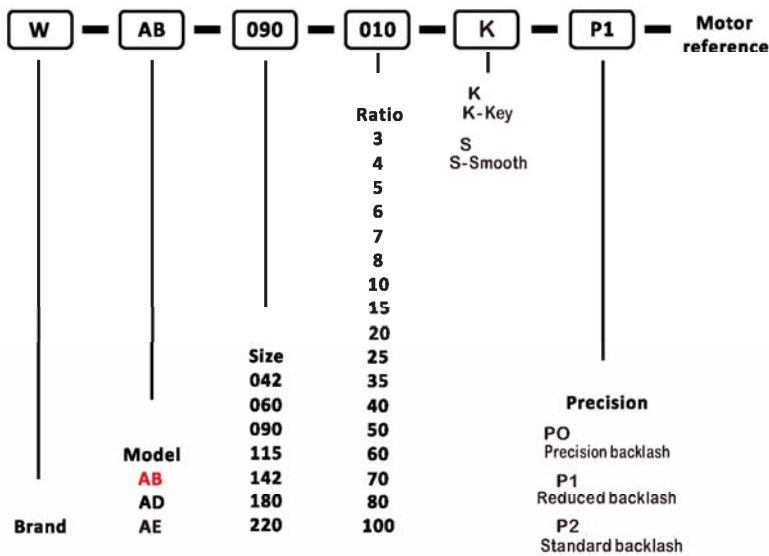 W — AB — 090 — 010 — K — P1 — Motor reference
K
K-Key
S
S-Smooth
Ratio
3
4
5
6
7
8
10
15
20
25
35
40
50
60
70
80
100
Size
042
060
090
115
142
180
220
Model
AB
AD
AE
Brand
Precision
PO
Precision backlash
P1
Reduced backlash
P2
Standard backlash